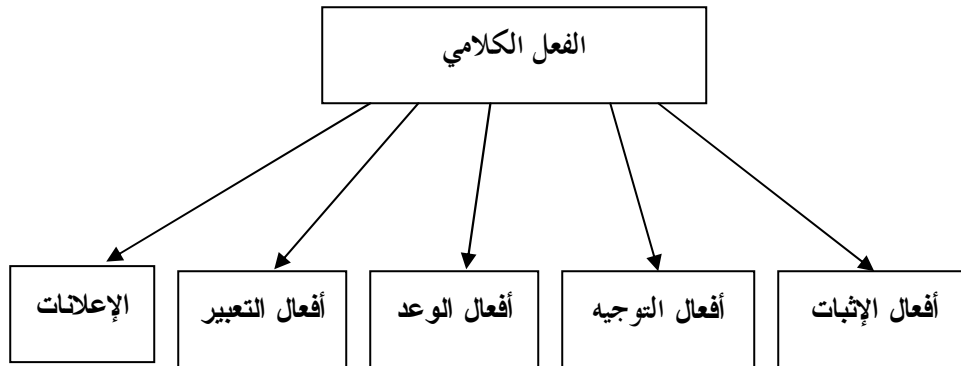 الفعل الكلامي
أفعال الإثبات
أفعال التوجيه
أفعال الوعد
أفعال التعبير
الإعلانات